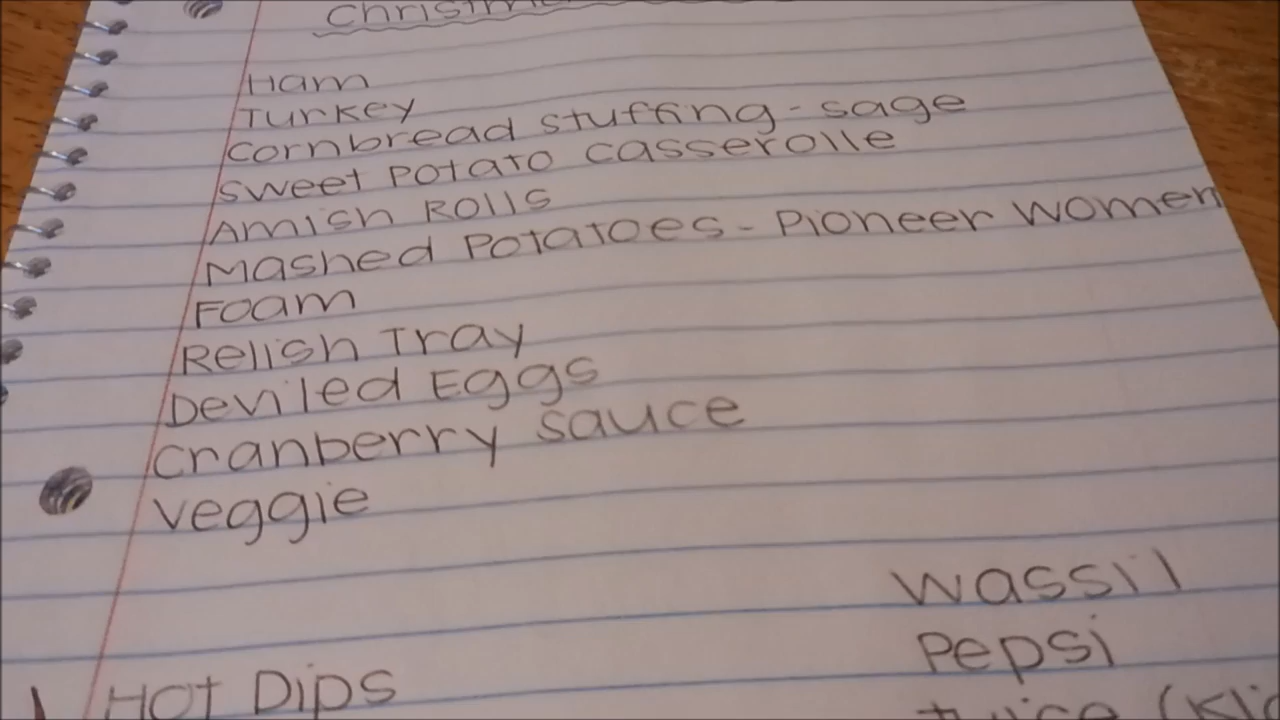 Ham
Turkey
Cornbread stuffing - sage
Sweet Potato casserolle
Amish Rolls
Mashed Potatoes - Pioneer Women
Foam
Relish Tray
Deviled Eggs
Cranberry Sauce
Veggie
Wassil
Pepsi
Hot Dips